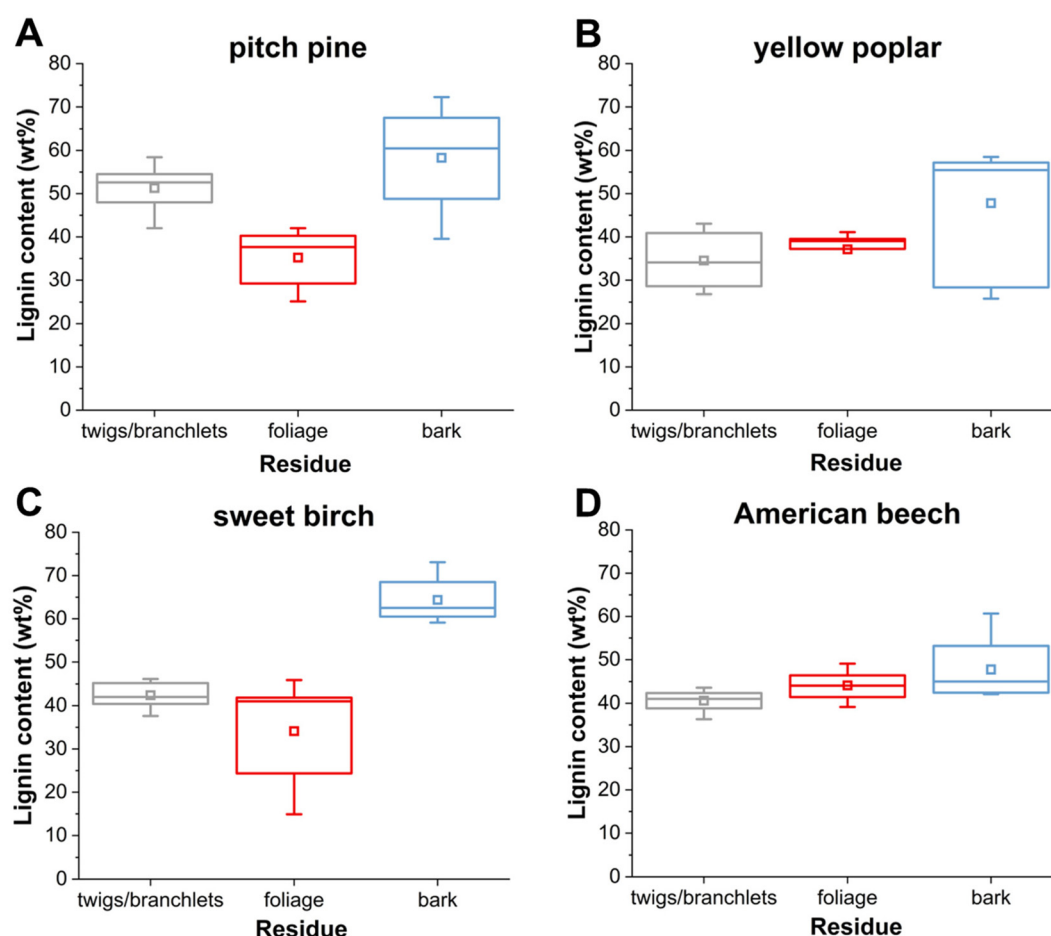 A
pitch pine
Lignin content (wt%)
80
70
60
50
40
30
20
10
0
twigs/branchlets
foliage
bark
Residue
B
yellow poplar
Lignin content (wt%)
80
70
60
50
40
30
20
10
0
twigs/branchlets
foliage
bark
Residue
C
sweet birch
Lignin content (wt%)
80
70
60
50
40
30
20
10
0
twigs/branchlets
foliage
bark
Residue
D
American beech
Lignin content (wt%)
80
70
60
50
40
30
20
10
0
twigs/branchlets
foliage
bark
Residue